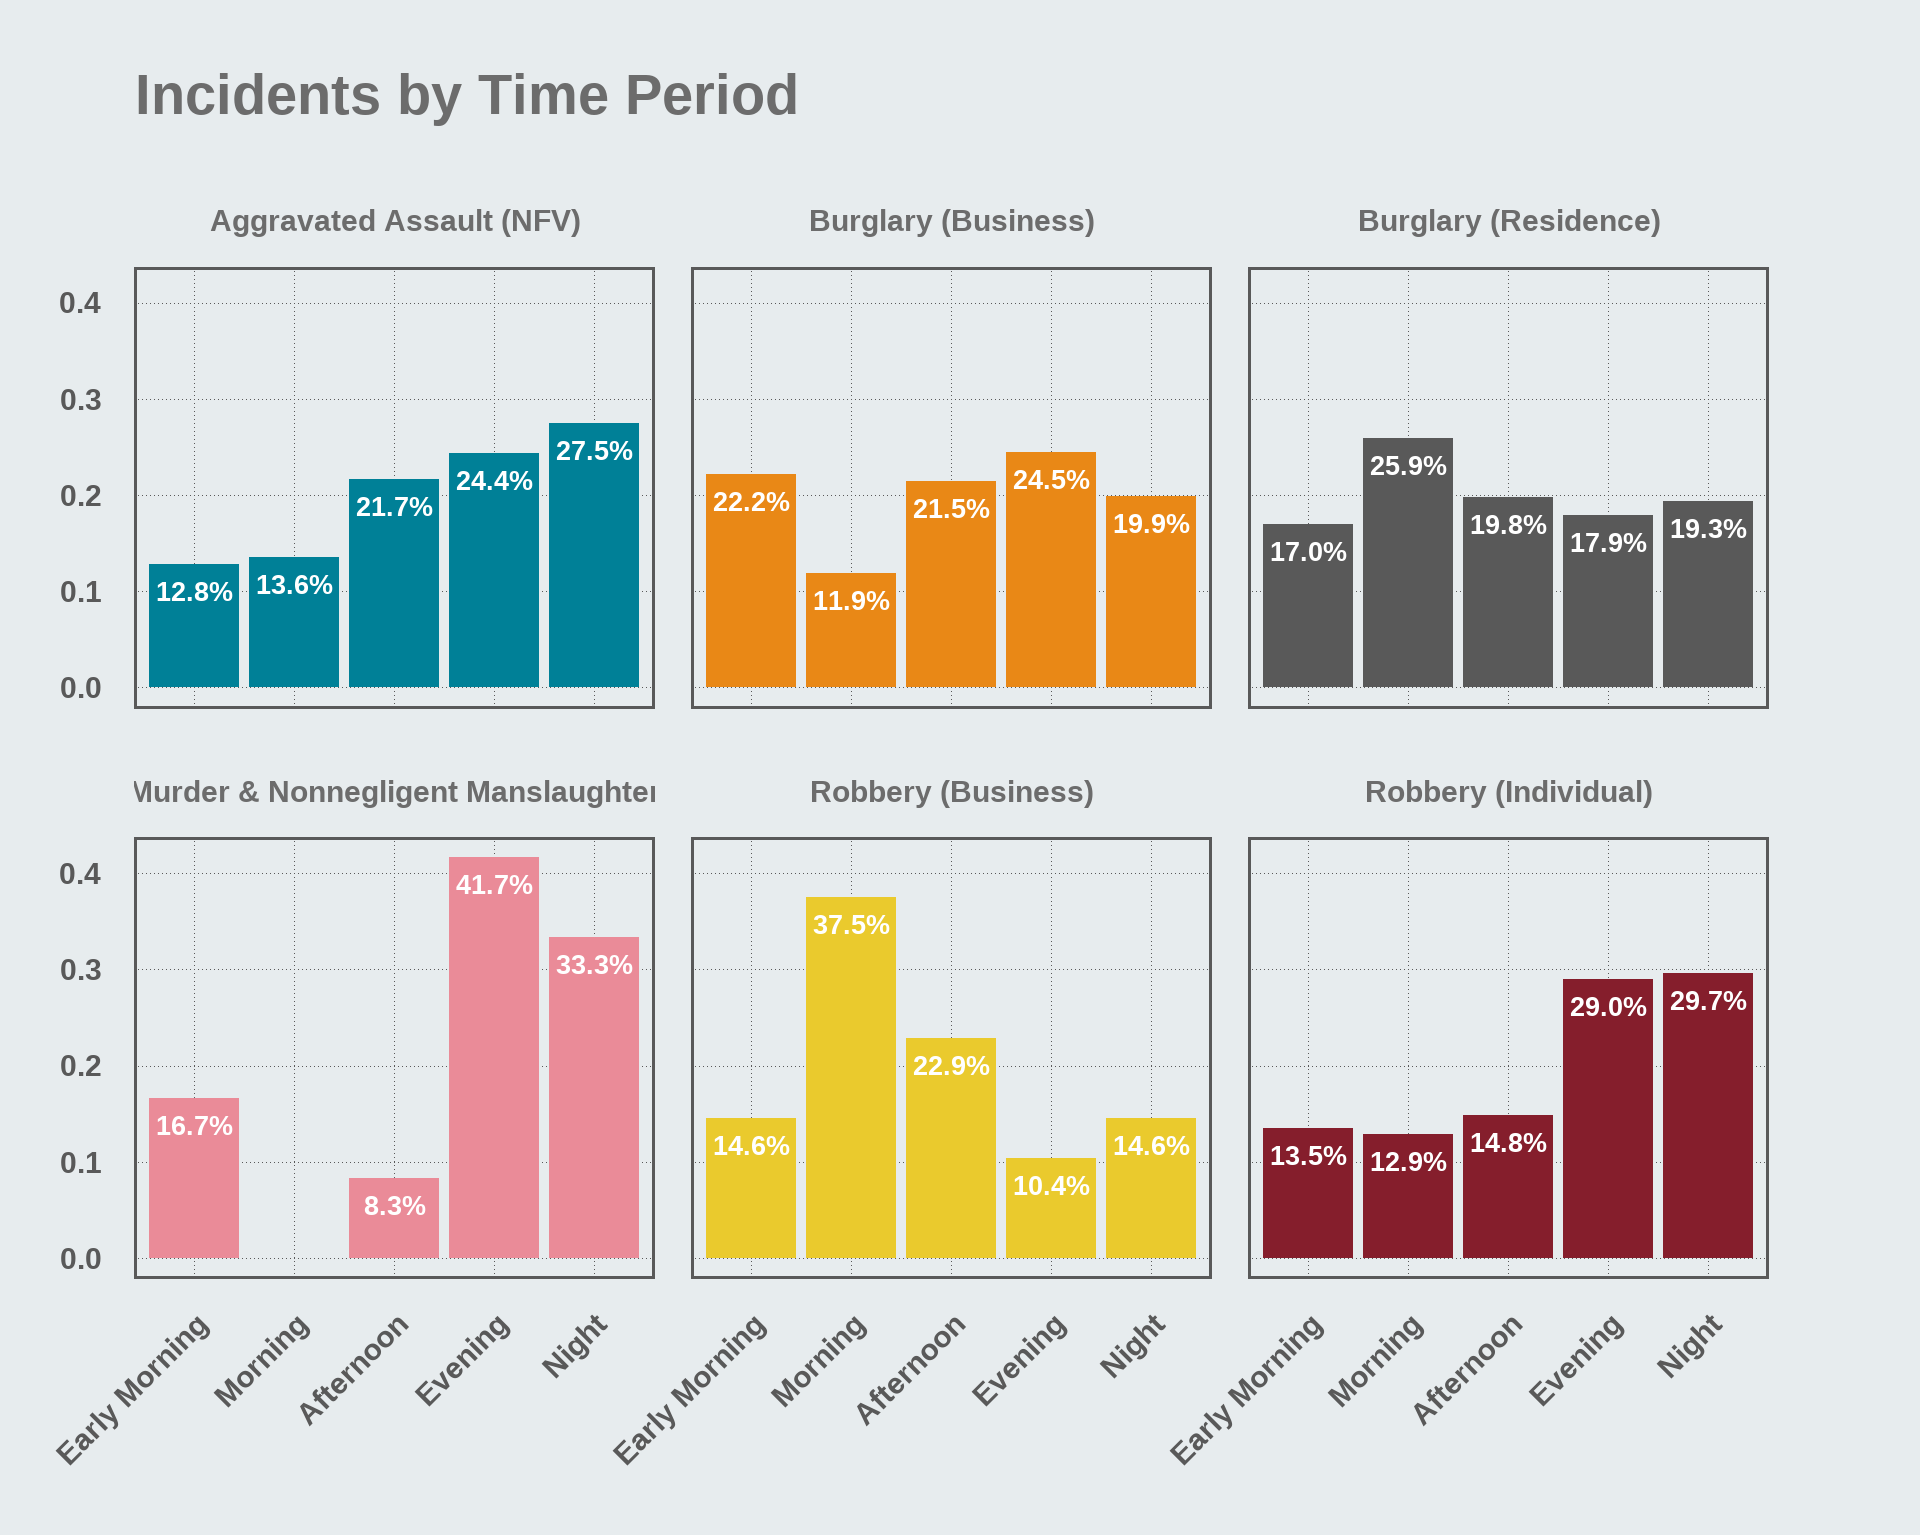 Incidents by Time Period
Aggravated Assault (NFV)
Burglary (Business)
Burglary (Residence)
0.4
0.3
0.2
0.1
0.0
12.8%
13.6%
21.7%
24.4%
27.5%
22.2%
11.9%
21.5%
24.5%
19.9%
17.0%
25.9%
19.8%
17.9%
19.3%
Murder & Nonnegligent Manslaughter
Robbery (Business)
Robbery (Individual)
0.4
0.3
0.2
0.1
0.0
16.7%
8.3%
41.7%
33.3%
14.6%
37.5%
22.9%
10.4%
14.6%
13.5%
12.9%
14.8%
29.0%
29.7%
Early Morning
Morning
Afternoon
Evening
Night
Early Morning
Morning
Afternoon
Evening
Night
Early Morning
Morning
Afternoon
Evening
Night